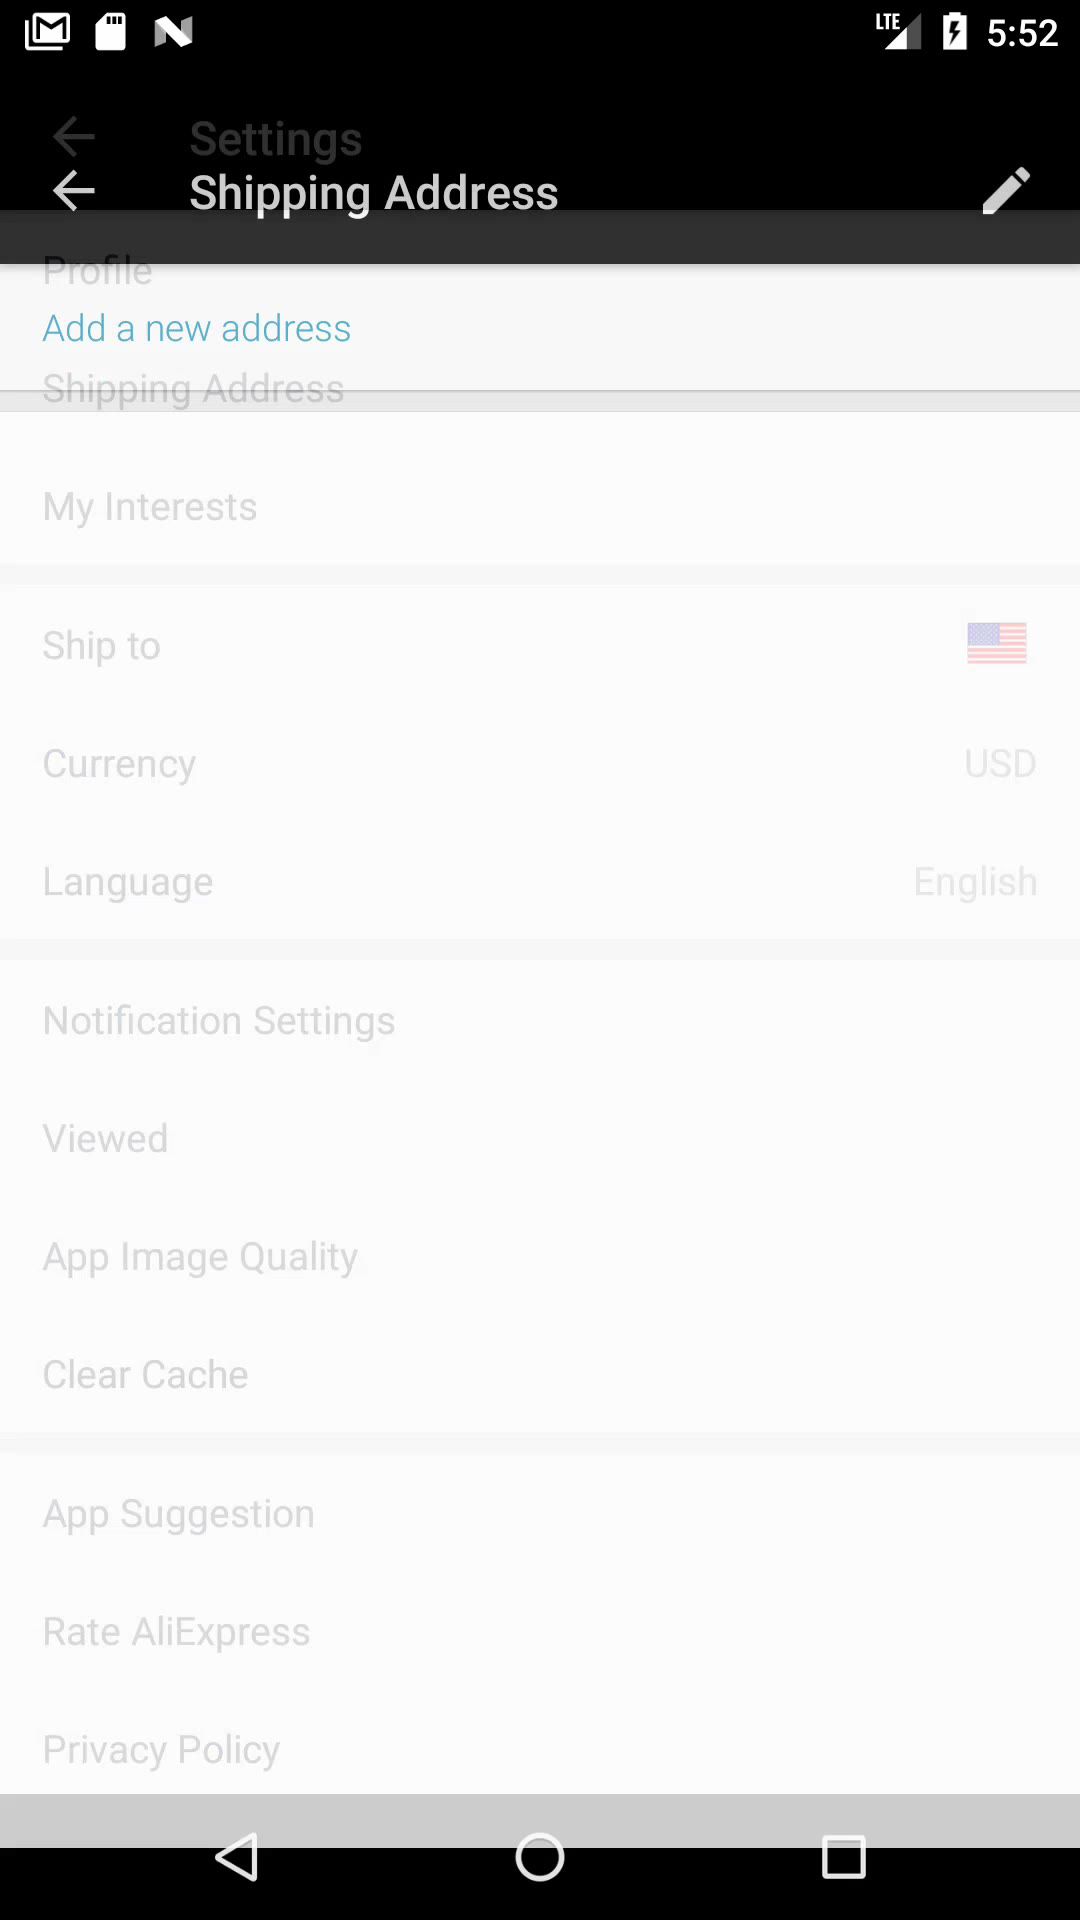 LTE 5:52
Settings
Shipping Address
Profile
Add a new address
Shipping Address
My Interests
Ship to
Currency USD
Language English
Notification Settings
Viewed
App Image Quality
Clear Cache
App Suggestion
Rate AliExpress
Privacy Policy